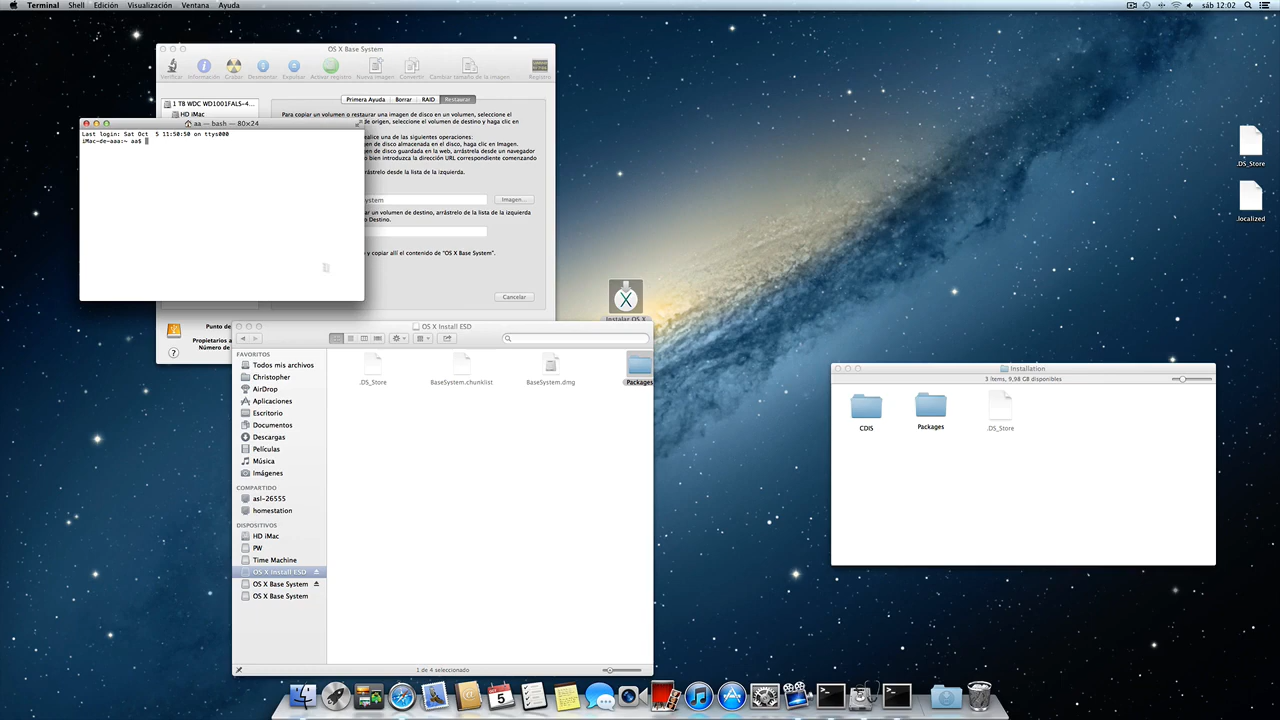 Terminal Shell Edición Visualización Ventana Ayuda
sáb 12:02
OS X Base System
Verificar Información Grabar Desmontar Expulsar Activar registro Nueva imagen Convertir Cambiar tamaño de la imagen Registro
1 TB WDC WD1001FALS-4...
HD iMac
Primera Ayuda Borrar RAID Restaurar
Para copiar un volumen o restaurar una imagen de disco en un volumen, seleccione el
de origen, seleccione el volumen de destino y haga clic en
ealice una de las siguientes operaciones:
de disco almacenada en el disco, haga clic en Imagen.
de disco guardada en la web, arrástrela desde un navegador
o bien introduzca la dirección URL correspondiente comenzando
rrástrelo desde la lista de la izquierda.
ystem
Imagen...
ar un volumen de destino, arrástrelo de la lista de la izquierda
o Destino.
y copiar allí el contenido de "OS X Base System".
Cancelar
Punto de
Propietarios a
Número de
?
aa — bash — 80×24
Last login: Sat Oct 5 11:50:50 on ttys000
iMac-de-aaa:~ aa$
.DS_Store
.localized
Instalar OS X
OS X Install ESD
FAVORITOS
Todos mis archivos
Christopher
AirDrop
Aplicaciones
Escritorio
Documentos
Descargas
Películas
Música
Imágenes
COMPARTIDO
asl-26555
homestation
DISPOSITIVOS
HD iMac
PW
Time Machine
OS X Install ESD
OS X Base System
OS X Base System
.DS_Store BaseSystem.chunklist BaseSystem.dmg Packages
1 de 4 seleccionado
Installation
3 ítems, 9,98 GB disponibles
CDIS Packages .DS_Store
OCT
5